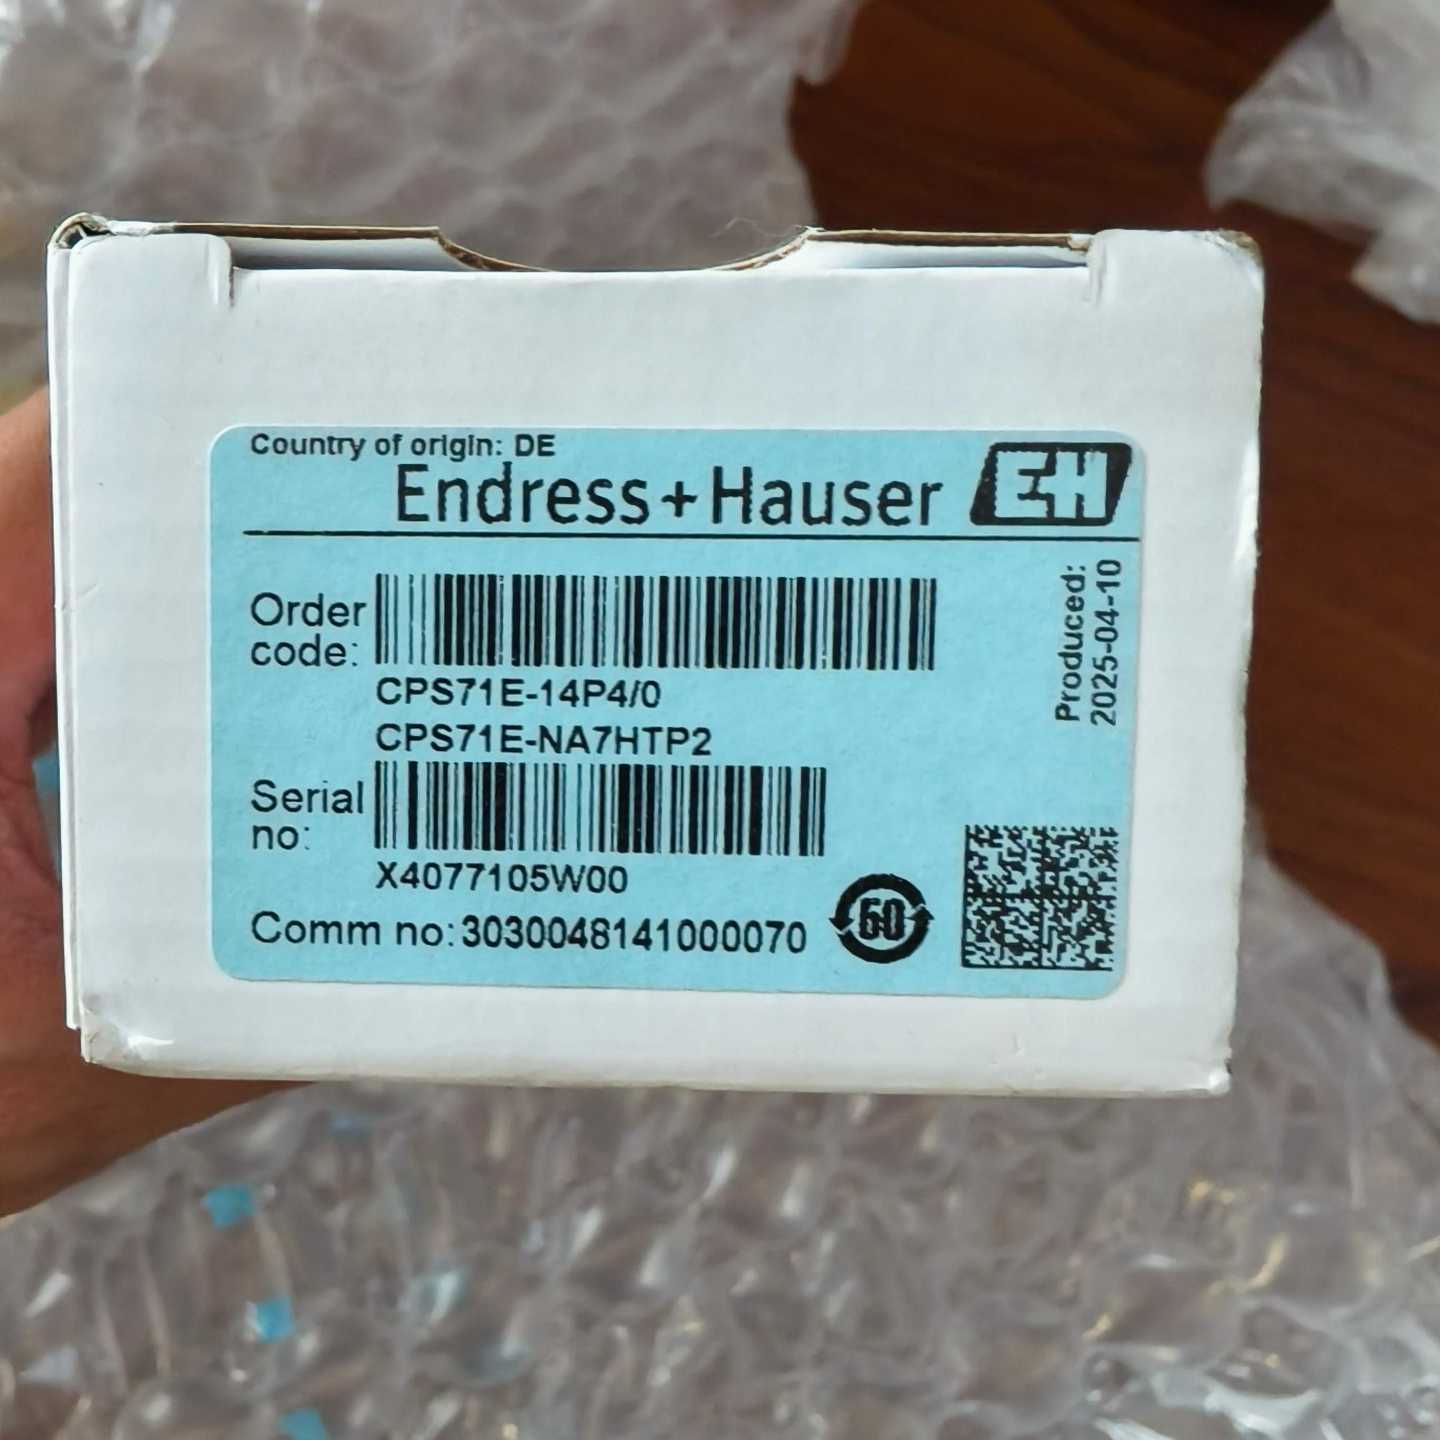 Country of origin: DE
Endress+Hauser EH
Order code:
CPS71E-14P4/0
CPS71E-NA7HTP2
Serial no:
X4077105W00
Comm no: 3030048141000070
60
Produced:
2025-04-10